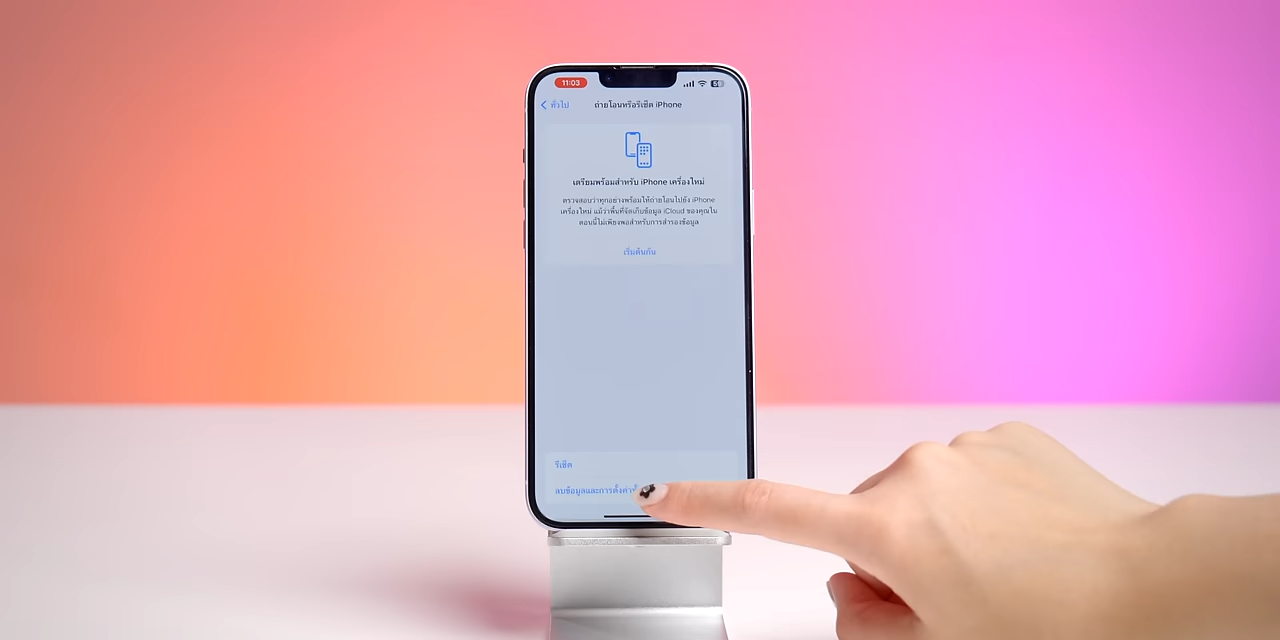 11:03
ทั่วไป
ถ่ายโอนหรือรีเซ็ต iPhone
เตรียมพร้อมสำหรับ iPhone เครื่องใหม่
ตรวจสอบว่าทุกอย่างพร้อมให้ถ่ายโอนไปยัง iPhone
เครื่องใหม่ แม้ว่าพื้นที่จัดเก็บข้อมูล iCloud ของคุณใน
ตอนนี้ไม่เพียงพอสำหรับการสำรองข้อมูล
เริ่มต้นกัน
รีเซ็ต
ลบข้อมูลและการตั้งค่า